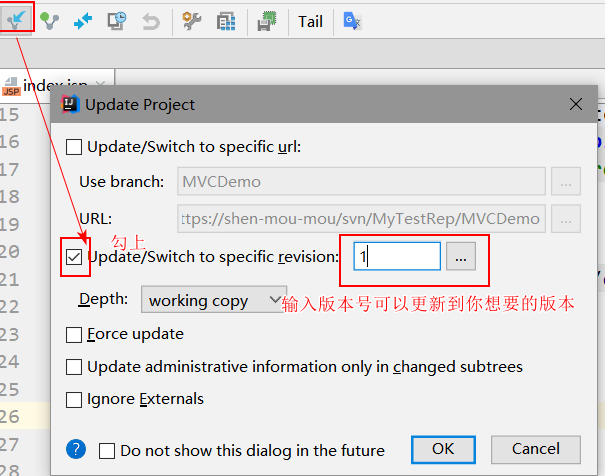 Tail
index.jsp
JSP
Update Project
15
16
17
18
19
20
21
22
23
24
25
26
27
28
Update/Switch to specific url:
Use branch: MVCDemo ...
URL: ttps://shen-mou-mou/svn/MyTestRep/MVCDemo ...
勾上
Update/Switch to specific revision: 1 ...
Depth: working copy
输入版本号可以更新到你想要的版本
Force update
Update administrative information only in changed subtrees
Ignore Externals
? Do not show this dialog in the future OK Cancel